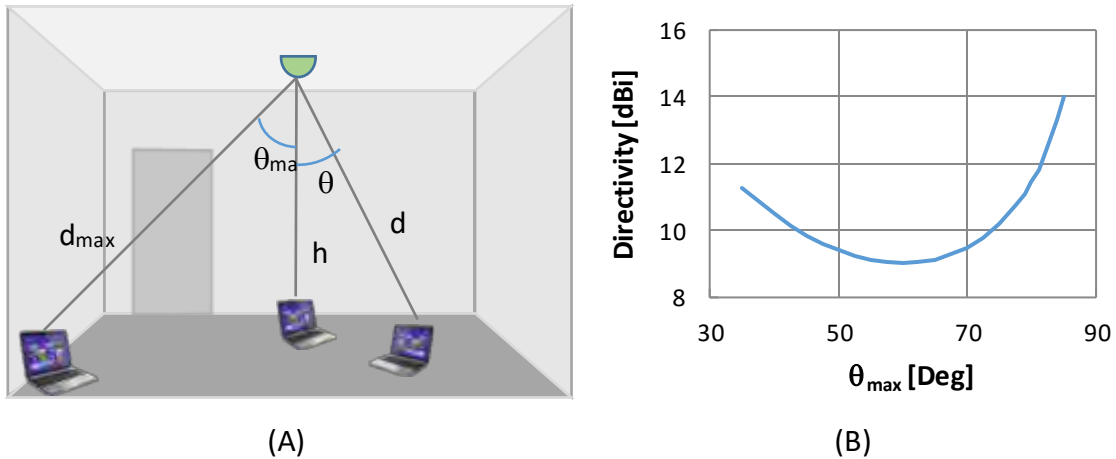 θma
θ
dmax
d
h
(A)
16
14
12
10
8
30 50 70 90
Directivity [dBi]
θmax [Deg]
(B)